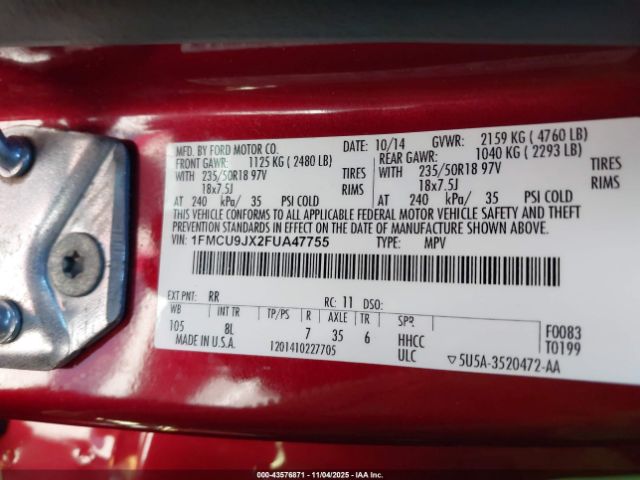 MFD. BY FORD MOTOR CO. 10/14 GVWR: 2159 KG ( 4760 LB)
FRONT GAWR: 1125 KG ( 2480 LB) REAR GAWR: 1040 KG ( 2293 LB)
WITH 235/50R18 97V TIRES WITH 235/50R18 97V TIRES
18x7.5J RIMS 18x7.5J RIMS
AT 240 kPa/ 35 PSI COLD AT 240 kPa/ 35 PSI COLD
THIS VEHICLE CONFORMS TO ALL APPLICABLE FEDERAL MOTOR VEHICLE SAFETY AND THEFT
PREVENTION STANDARDS IN EFFECT ON THE DATE OF MANUFACTURE SHOWN ABOVE.
VIN: 1FMCU9JX2FUA47755 TYPE: MPV
EXT PNT: RR RC: 11 DSO:
WB INT TR TP/PS R AXLE TR SPR F0083
105 8L 7 35 6 HHCC T0199
MADE IN U.S.A. 1201410227705 ULC ▽5U5A-3520472-AA
000-43576871 - 11/04/2025 - IAA Inc.